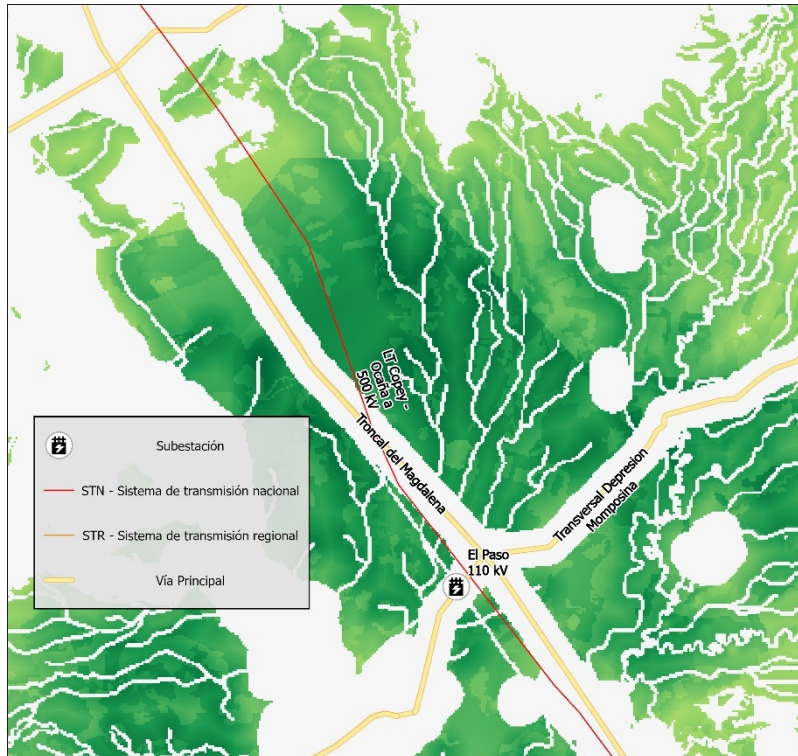 LT Copey -
Ocaña a
500 kV
Troncal del Magdalena
Subestación
STN - Sistema de transmisión nacional
STR - Sistema de transmisión regional
Vía Principal
Transversal Depresion
Momposina
El Paso
110 kV